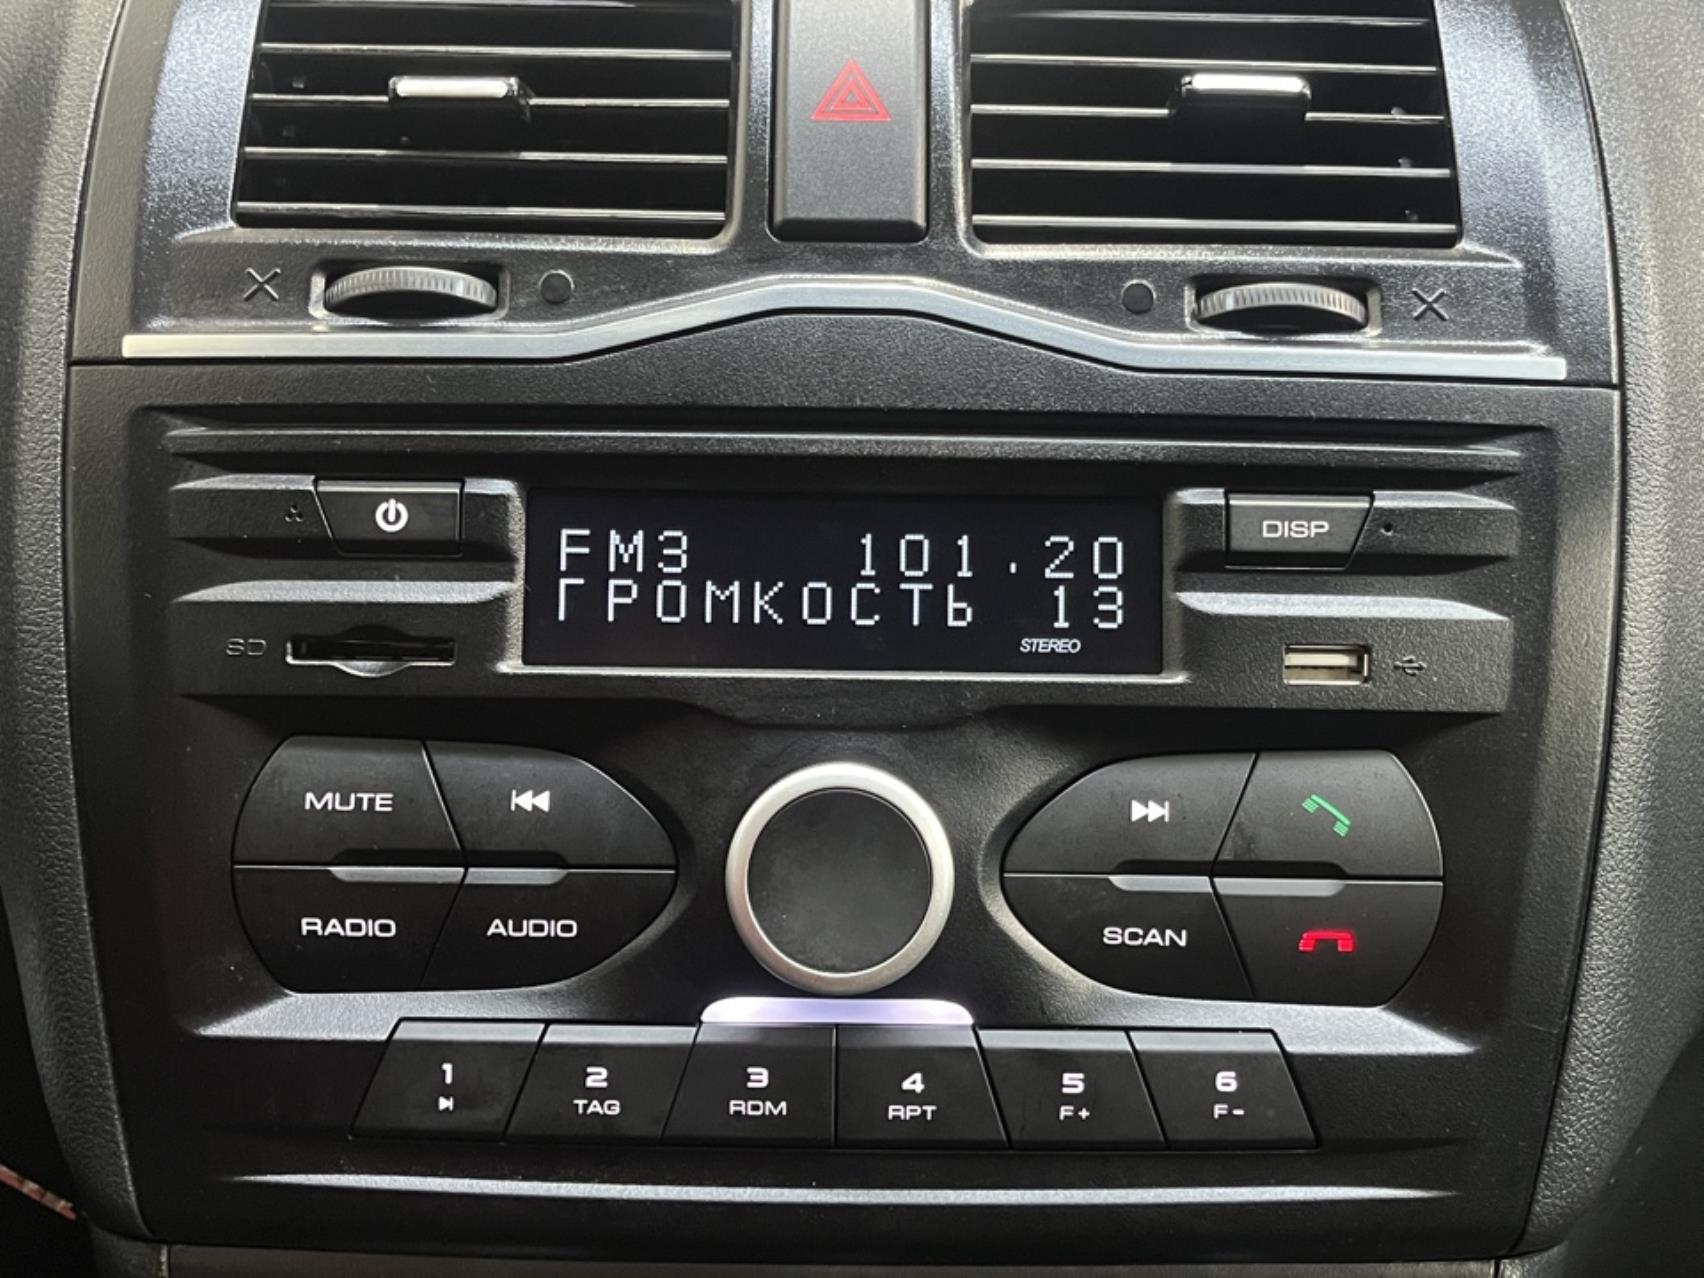 DISP
FM3 101.20
ГРОМКОСТЬ 13
STEREO
SD
MUTE
RADIO AUDIO
SCAN
1 2 3 4 5 6
TAG RDM RPT F+ F-